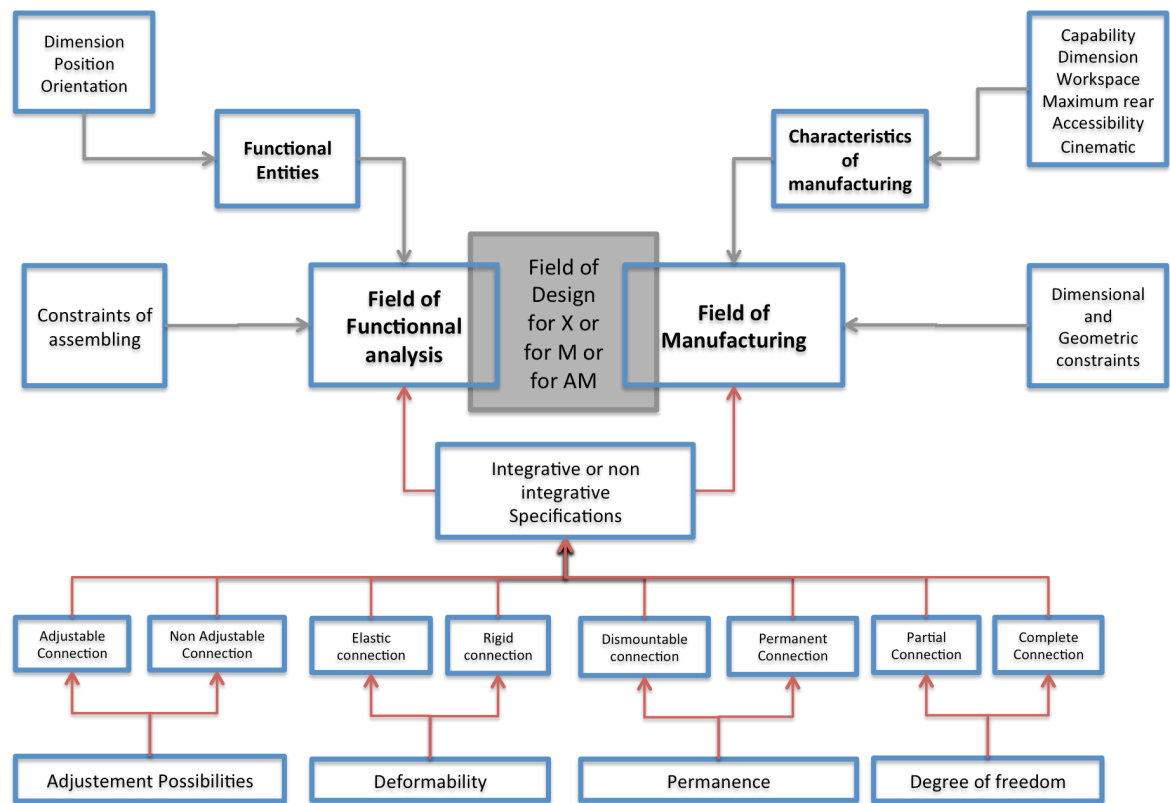 Dimension
Position
Orientation
Capability
Dimension
Workspace
Maximum rear
Accessibility
Cinematic
Functional
Entities
Characteristics
of
manufacturing
Constraints of
assembling
Field of
Functionnal
analysis
Field of
Design
for X or
for M or
for AM
Field of
Manufacturing
Dimensional
and
Geometric
constraints
Integrative or non
integrative
Specifications
Adjustable
Connection
Non Adjustable
Connection
Elastic
connection
Rigid
connection
Dismountable
connection
Permanent
Connection
Partial
Connection
Complete
Connection
Adjustement Possibilities
Deformability
Permanence
Degree of freedom